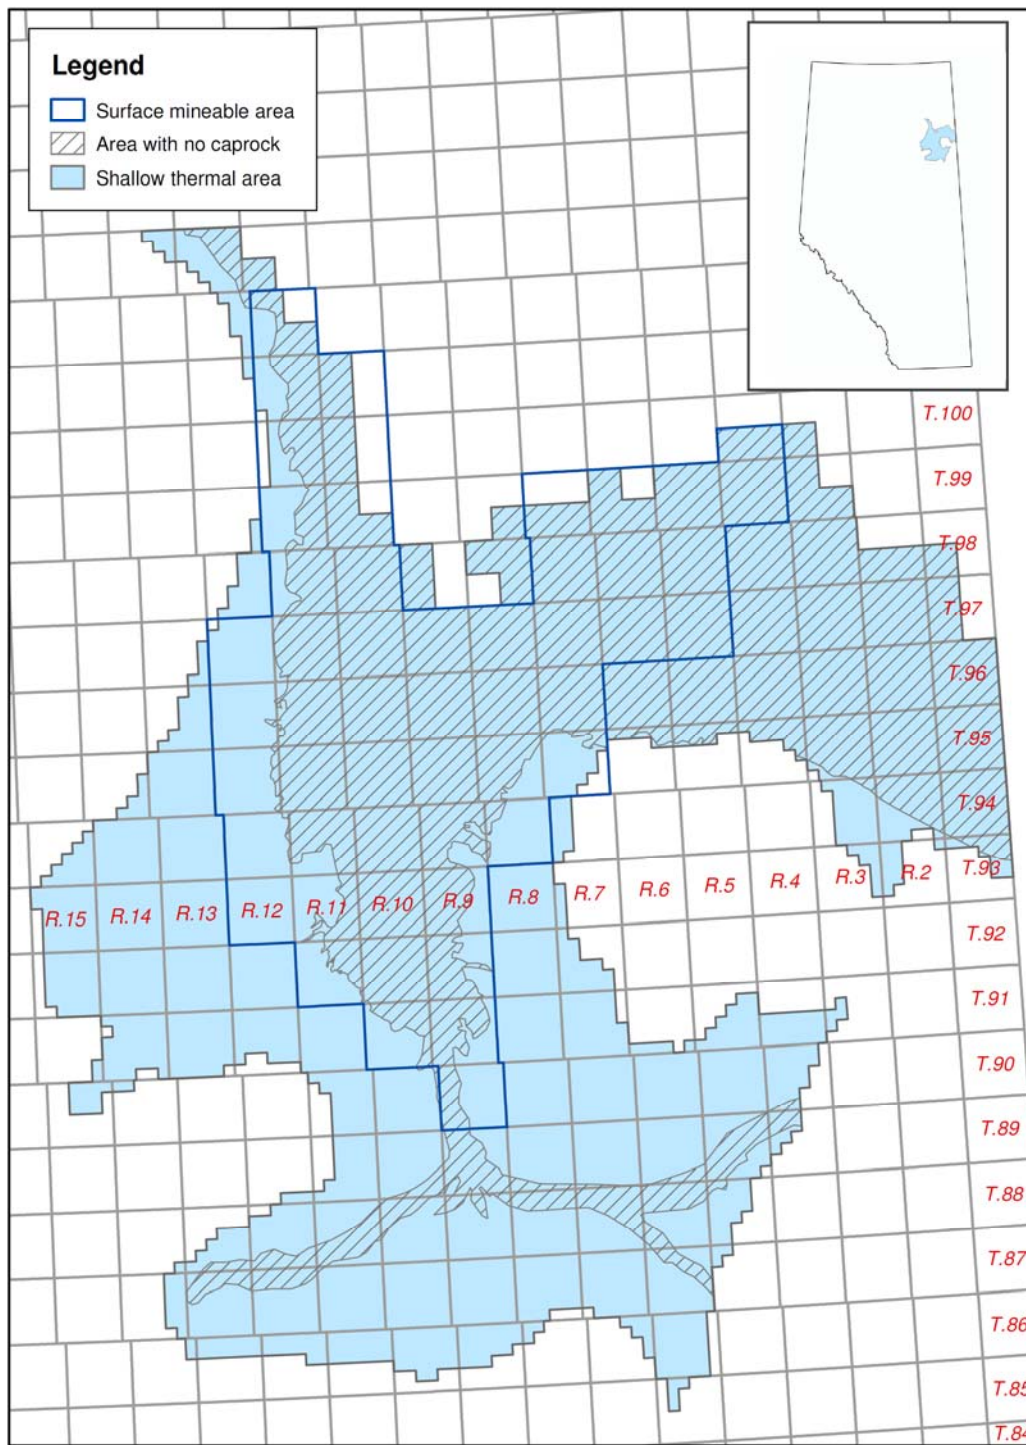 Legend
Surface mineable area
Area with no caprock
Shallow thermal area
T.100
T.99
T.98
T.97
T.96
T.95
T.94
T.93
R.15 R.14 R.13 R.12 R.11 R.10 R.9 R.8 R.7 R.6 R.5 R.4 R.3 R.2
T.92
T.91
T.90
T.89
T.88
T.87
T.86
T.85
T.84